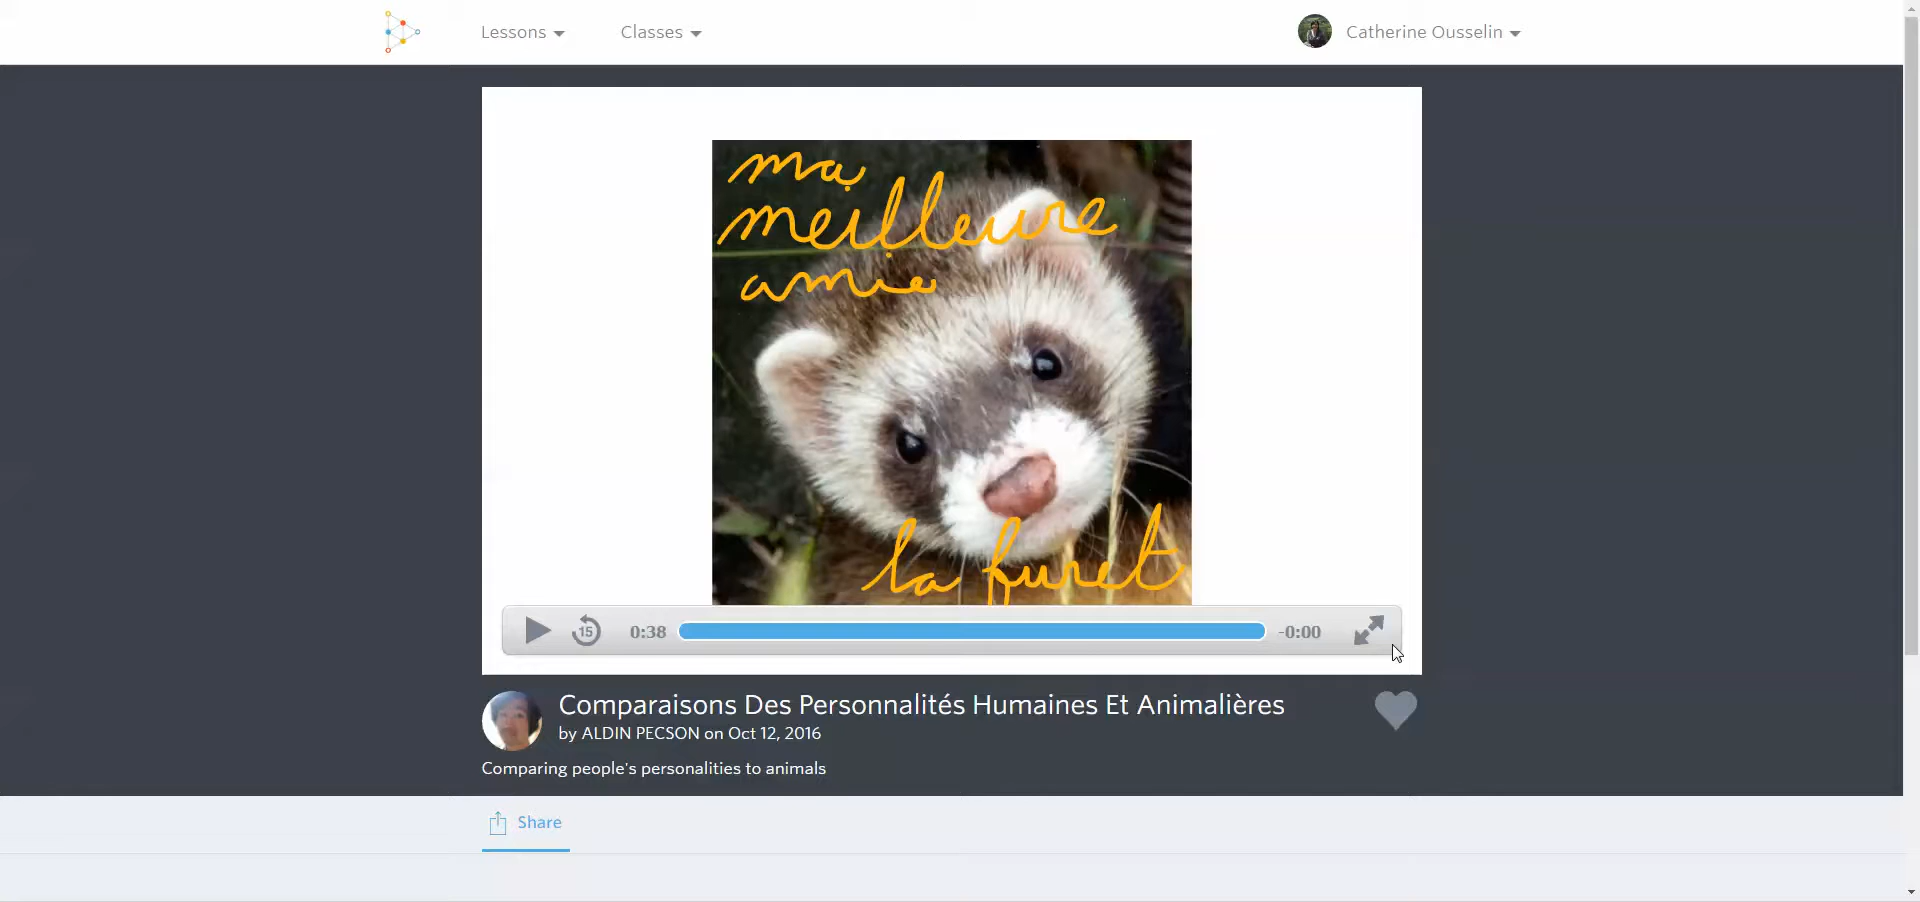 Lessons
Classes
Catherine Ousselin
ma
meilleure
amie
la furet
15
0:38
-0:00
Comparaisons Des Personnalités Humaines Et Animalières
by ALDIN PECSON on Oct 12, 2016
Comparing people's personalities to animals
Share